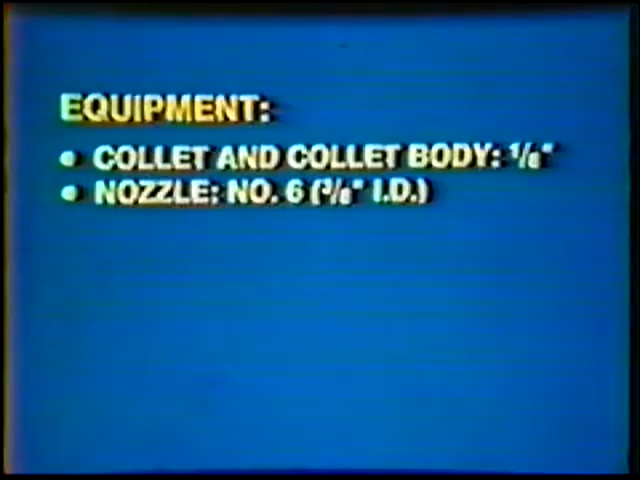 EQUIPMENT:
• COLLET AND COLLET BODY: 1/8"
• NOZZLE: NO. 6 (3/8" I.D.)